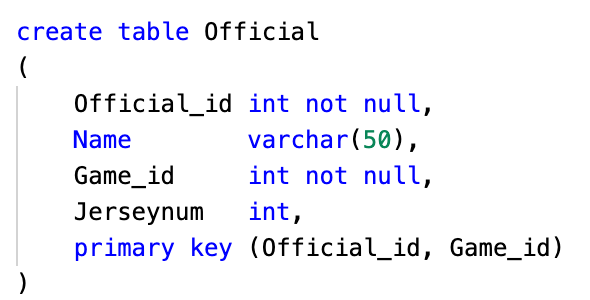 create table Official
(
    Official_id int not null,
    Name        varchar(50),
    Game_id     int not null,
    Jerseynum   int,
    primary key (Official_id, Game_id)
)